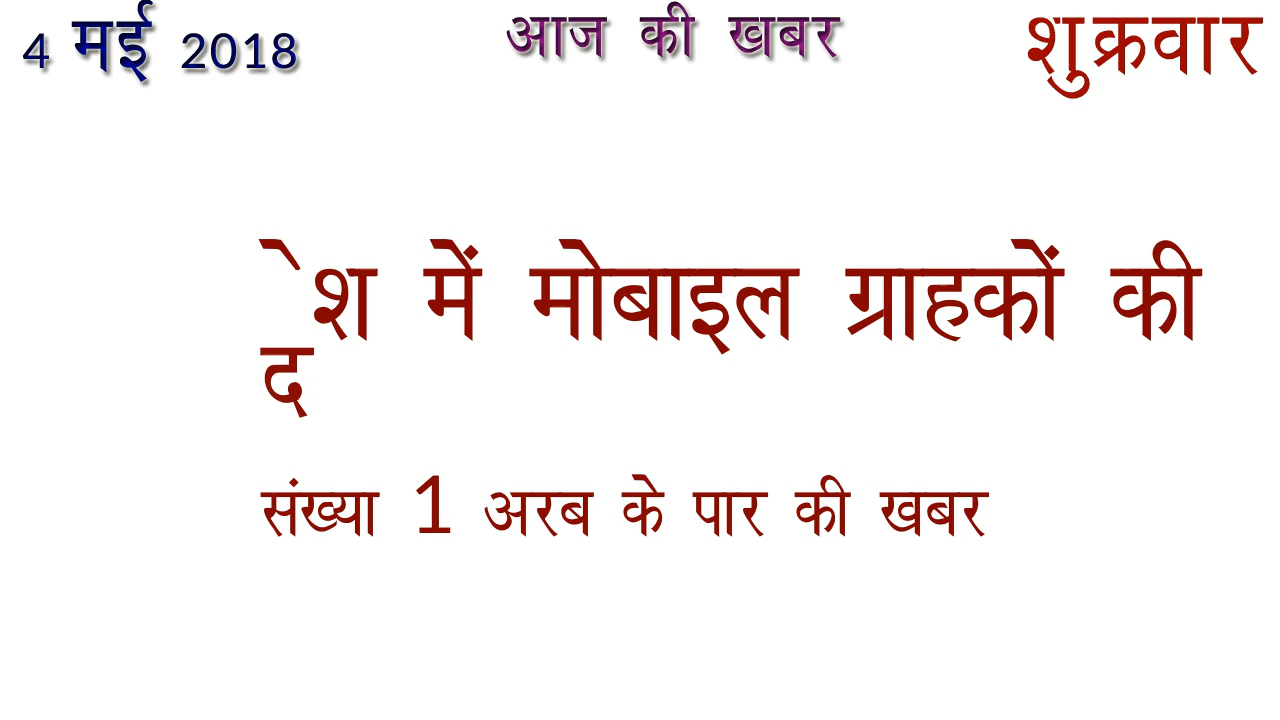 4 मई 2018
आज की खबर
शुक्रवार
देश में मोबाइल ग्राहकों की
संख्या 1 अरब के पार की खबर